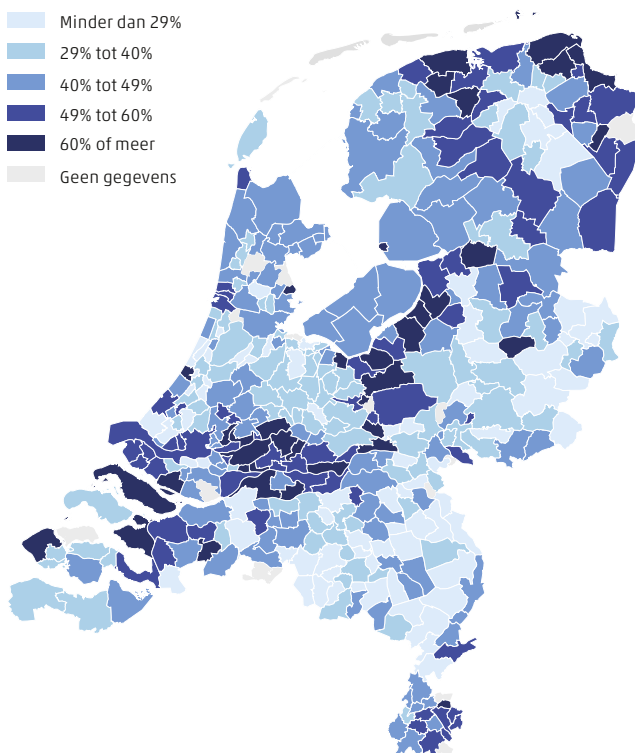 Minder dan 29%
29% tot 40%
40% tot 49%
49% tot 60%
60% of meer
Geen gegevens